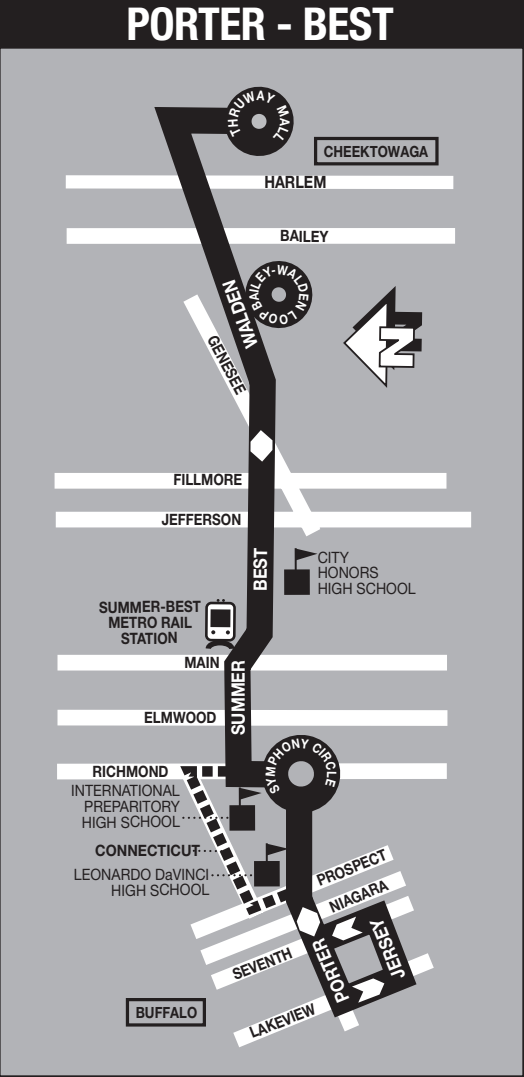 PORTER - BEST
THRUWAY MALL
CHEEKTOWAGA
HARLEM
BAILEY
BAILEY-WALDEN LOOP
WALDEN
N
GENESEE
FILLMORE
JEFFERSON
BEST
CITY
HONORS
HIGH SCHOOL
SUMMER-BEST
METRO RAIL
STATION
MAIN
SUMMER
ELMWOOD
SYMPHONY CIRCLE
RICHMOND
INTERNATIONAL
PREPARITORY
HIGH SCHOOL
CONNECTICUT
LEONARDO DaVINCI
HIGH SCHOOL
PROSPECT
NIAGARA
SEVENTH
PORTER
JERSEY
BUFFALO
LAKEVIEW